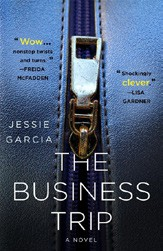 "Wow...
nonstop twists
and turns."
—FREIDA
MCFADDEN
"Shockingly
clever."
—LISA
GARDNER
JESSIE
GARCIA
THE
BUSINESS
TRIP
A NOVEL